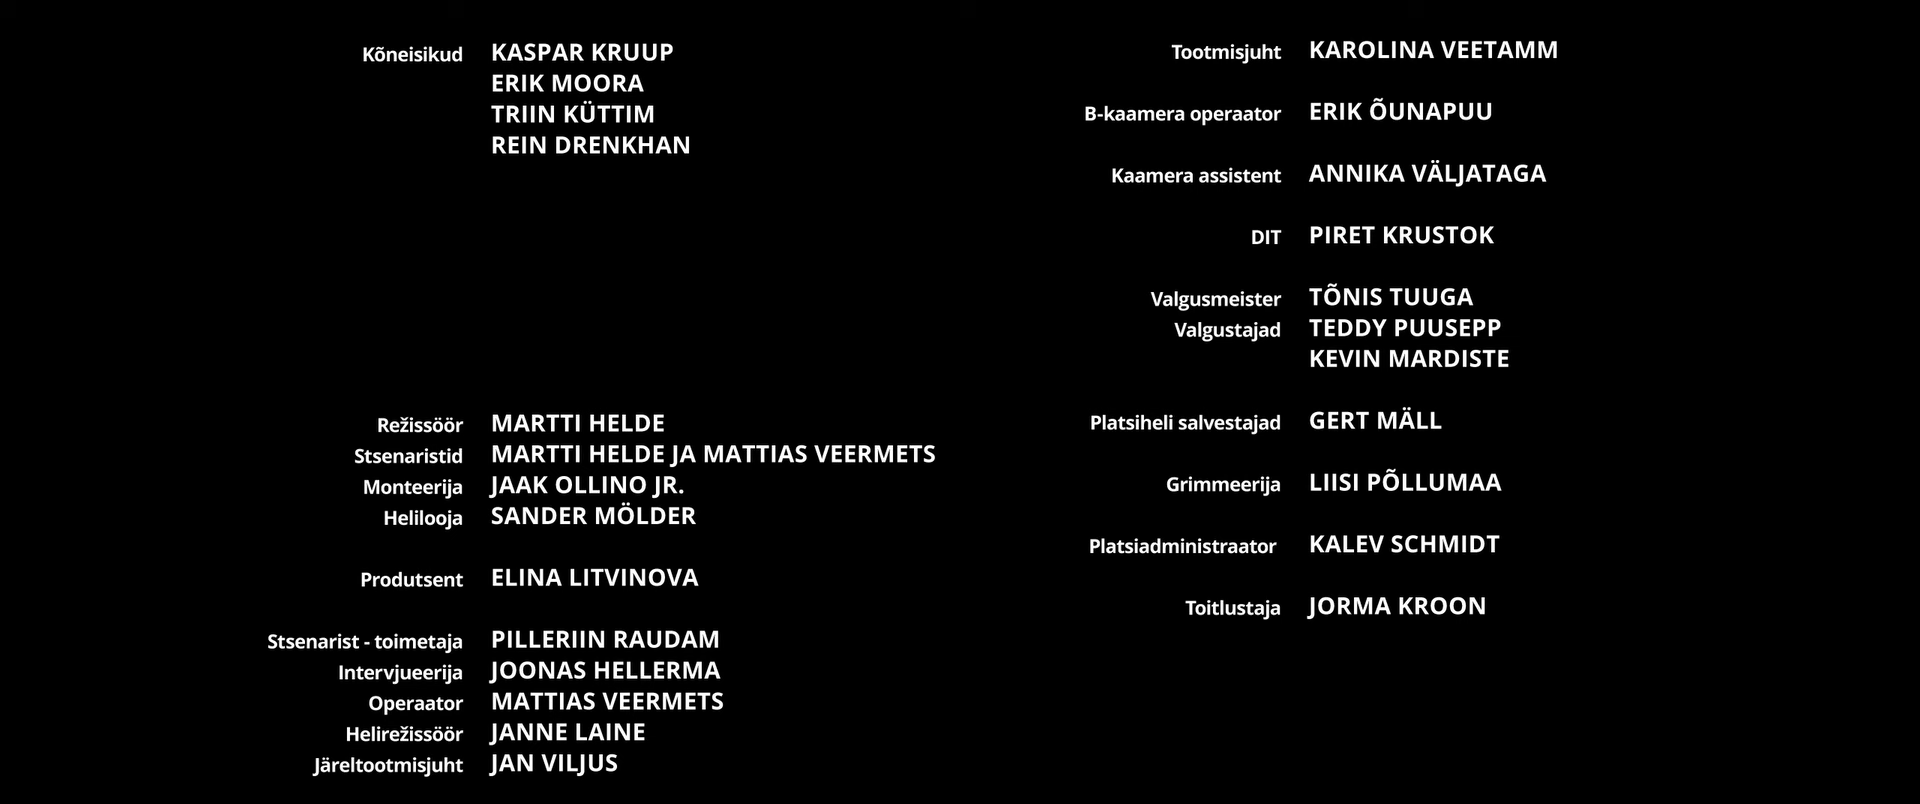 Kõneisikud KASPAR KRUUP
ERIK MOORA
TRIIN KÜTTIM
REIN DRENKHAN
Režissöör MARTTI HELDE
Stsenaristid MARTTI HELDE JA MATTIAS VEERMETS
Monteerija JAAK OLLINO JR.
Helilooja SANDER MÖLDER
Produtsent ELINA LITVINOVA
Stsenarist - toimetaja PILLERIIN RAUDAM
Intervjueerija JOONAS HELLERMA
Operaator MATTIAS VEERMETS
Helirežissöör JANNE LAINE
Järeltootmisjuht JAN VILJUS
Tootmisjuht KAROLINA VEETAMM
B-kaamera operaator ERIK ÕUNAPUU
Kaamera assistent ANNIKA VÄLJATAGA
DIT PIRET KRUSTOK
Valgusmeister TÕNIS TUUGA
Valgustajad TEDDY PUUSEPP
KEVIN MARDISTE
Platsiheli salvestajad GERT MÄLL
Grimmeerija LIISI PÕLLUMAA
Platsiadministraator KALEV SCHMIDT
Toitlustaja JORMA KROON